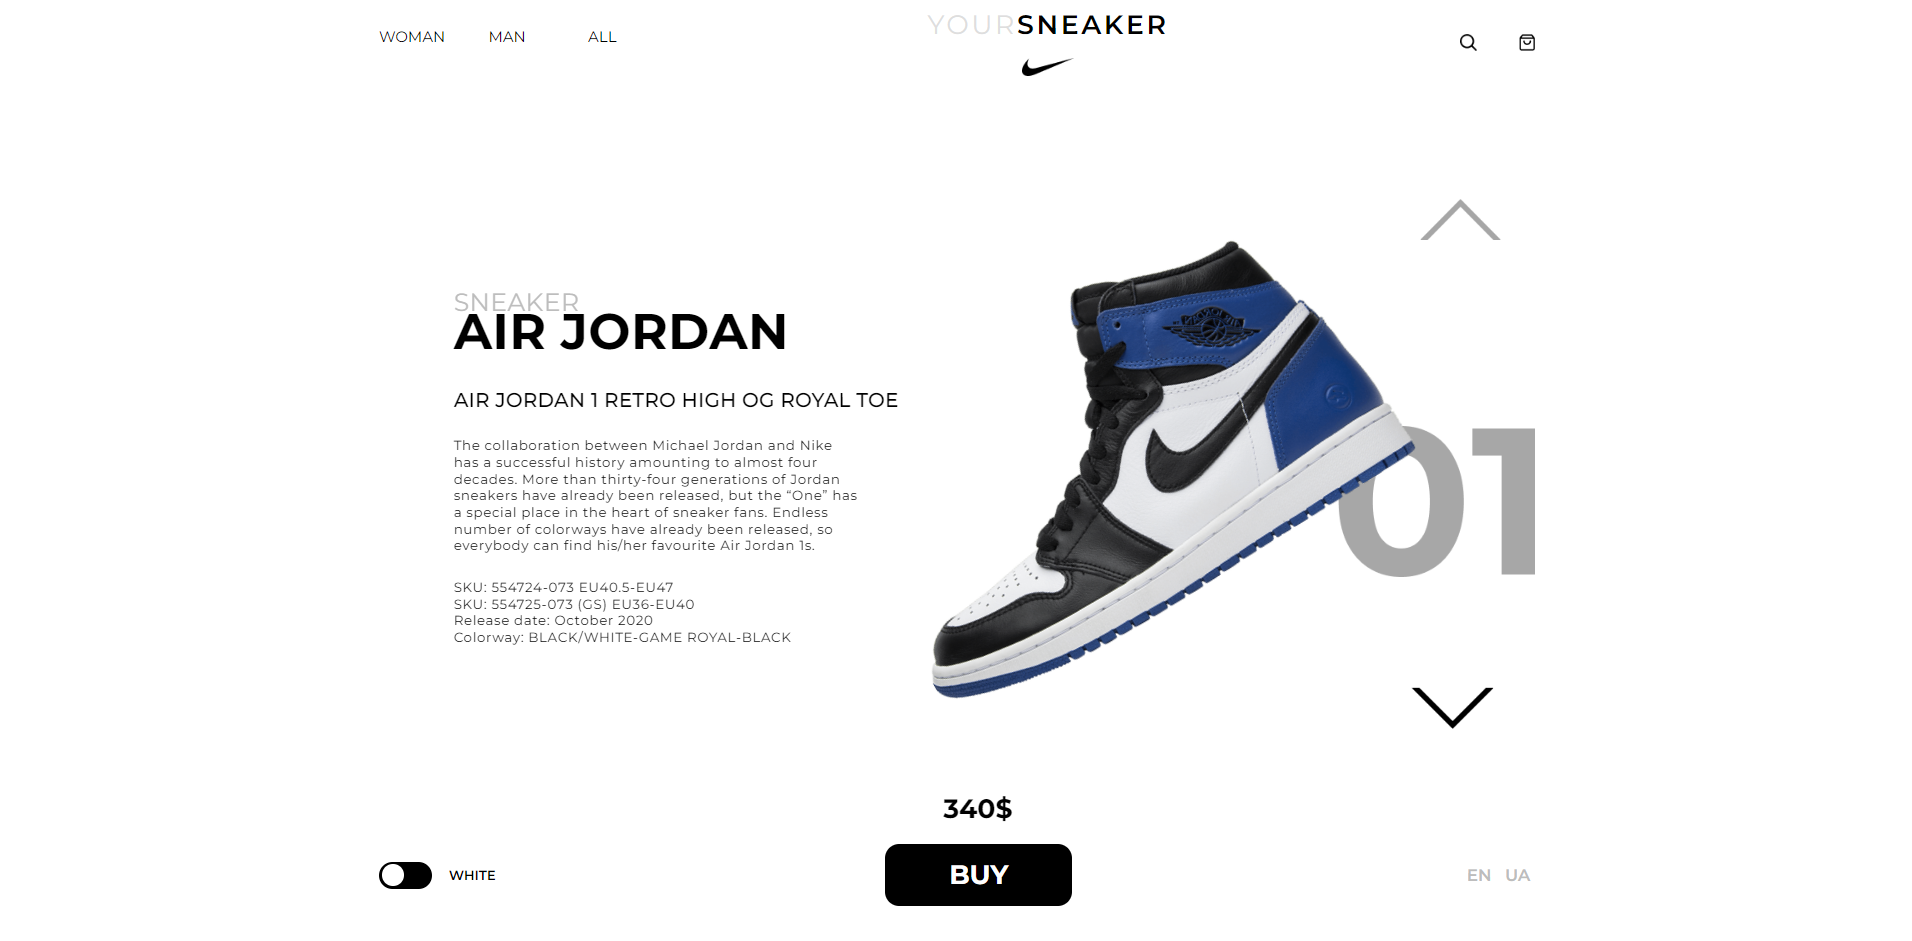 WOMAN MAN ALL
YOURSNEAKER
SNEAKER
AIR JORDAN
AIR JORDAN 1 RETRO HIGH OG ROYAL TOE
The collaboration between Michael Jordan and Nike
has a successful history amounting to almost four
decades. More than thirty-four generations of Jordan
sneakers have already been released, but the “One” has
a special place in the heart of sneaker fans. Endless
number of colorways have already been released, so
everybody can find his/her favourite Air Jordan 1s.
SKU: 554724-073 EU40.5-EU47
SKU: 554725-073 (GS) EU36-EU40
Release date: October 2020
Colorway: BLACK/WHITE-GAME ROYAL-BLACK
01
340$
WHITE
BUY
EN UA